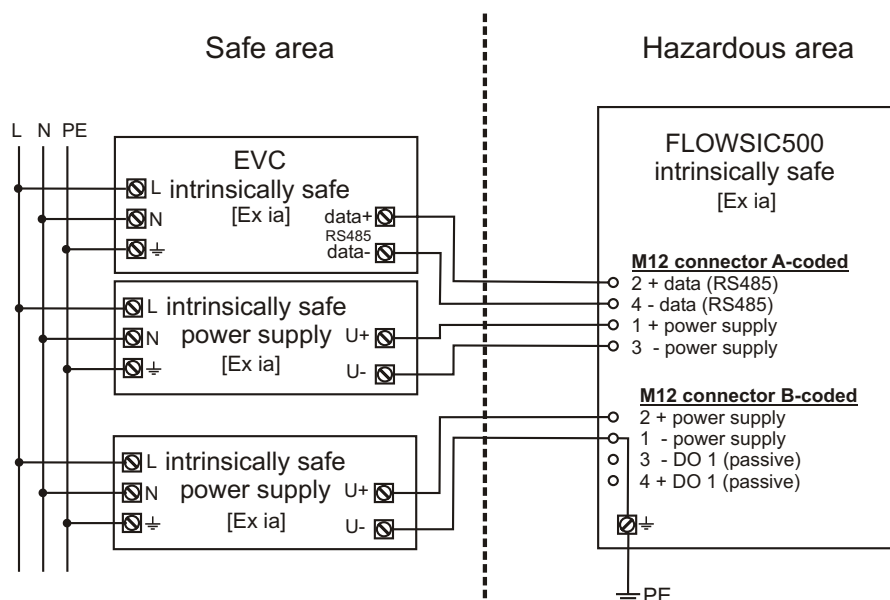 Safe area
Hazardous area
L N PE
EVC
intrinsically safe
[Ex ia]
L
N
data+
RS485
data-
intrinsically safe
power supply
[Ex ia]
L
N
U+
U-
intrinsically safe
power supply
[Ex ia]
L
N
U+
U-
FLOWSIC500
intrinsically safe
[Ex ia]
M12 connector A-coded
2 + data (RS485)
4 - data (RS485)
1 + power supply
3 - power supply
M12 connector B-coded
2 + power supply
1 - power supply
3 - DO 1 (passive)
4 + DO 1 (passive)
PE